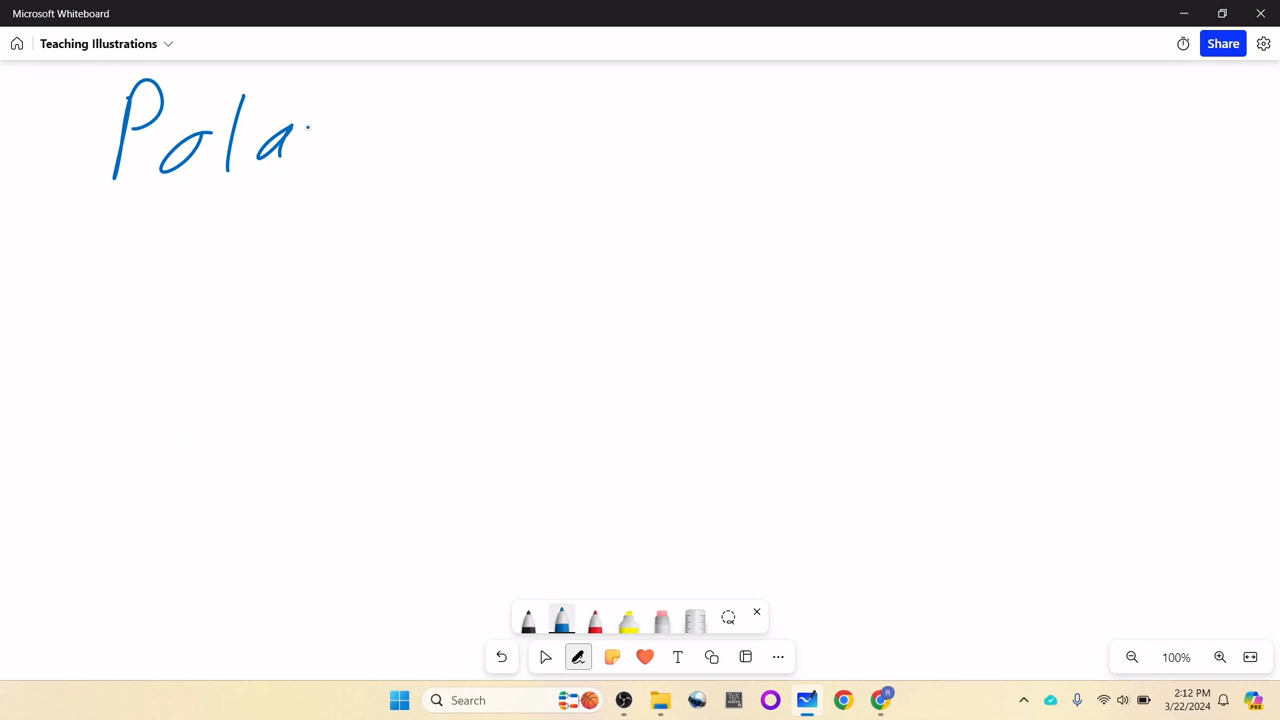 Microsoft Whiteboard
Teaching Illustrations
Share
Pola
100%
Search
2:12 PM
3/22/2024